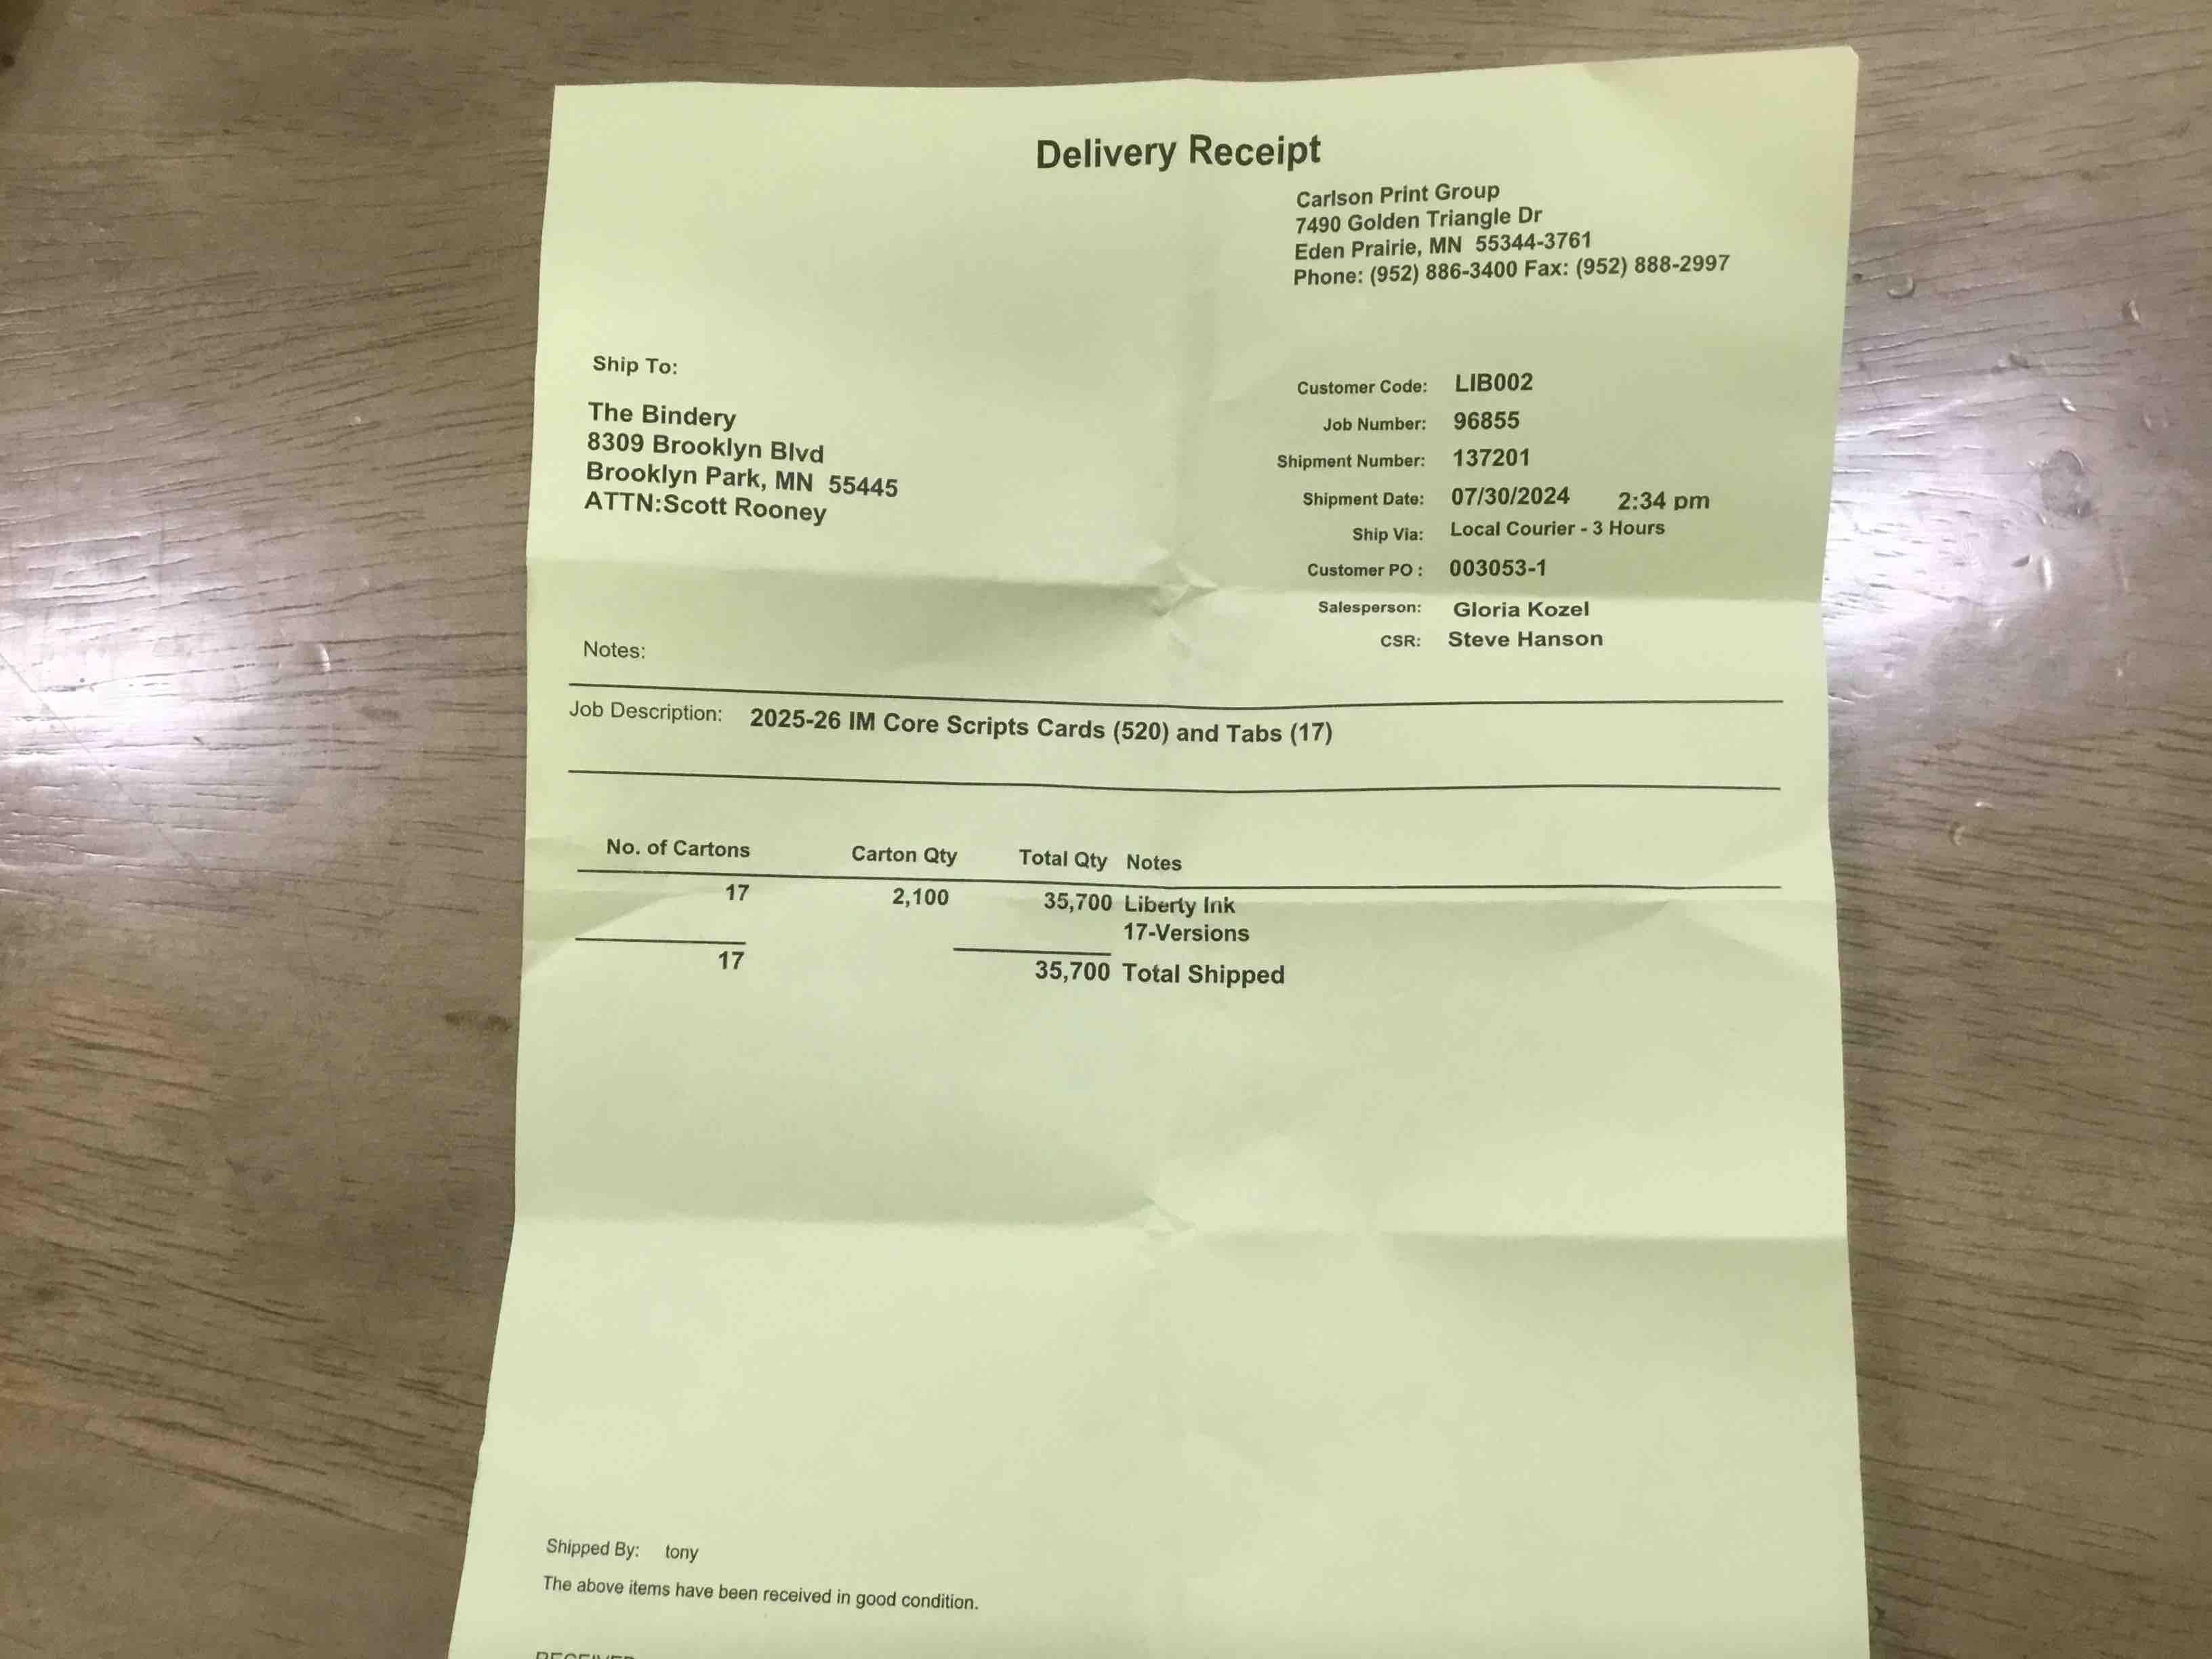 Delivery Receipt
Carlson Print Group
7490 Golden Triangle Dr
Eden Prairie, MN 55344-3761
Phone: (952) 886-3400 Fax: (952) 888-2997
Ship To:
The Bindery
8309 Brooklyn Blvd
Brooklyn Park, MN 55445
ATTN:Scott Rooney
Customer Code: LIB002
Job Number: 96855
Shipment Number: 137201
Shipment Date: 07/30/2024 2:34 pm
Ship Via: Local Courier - 3 Hours
Customer PO : 003053-1
Salesperson: Gloria Kozel
CSR: Steve Hanson
Notes:
Job Description: 2025-26 IM Core Scripts Cards (520) and Tabs (17)
No. of Cartons Carton Qty Total Qty Notes
17 2,100 35,700 Liberty Ink
17-Versions
17 35,700 Total Shipped
Shipped By: tony
The above items have been received in good condition.